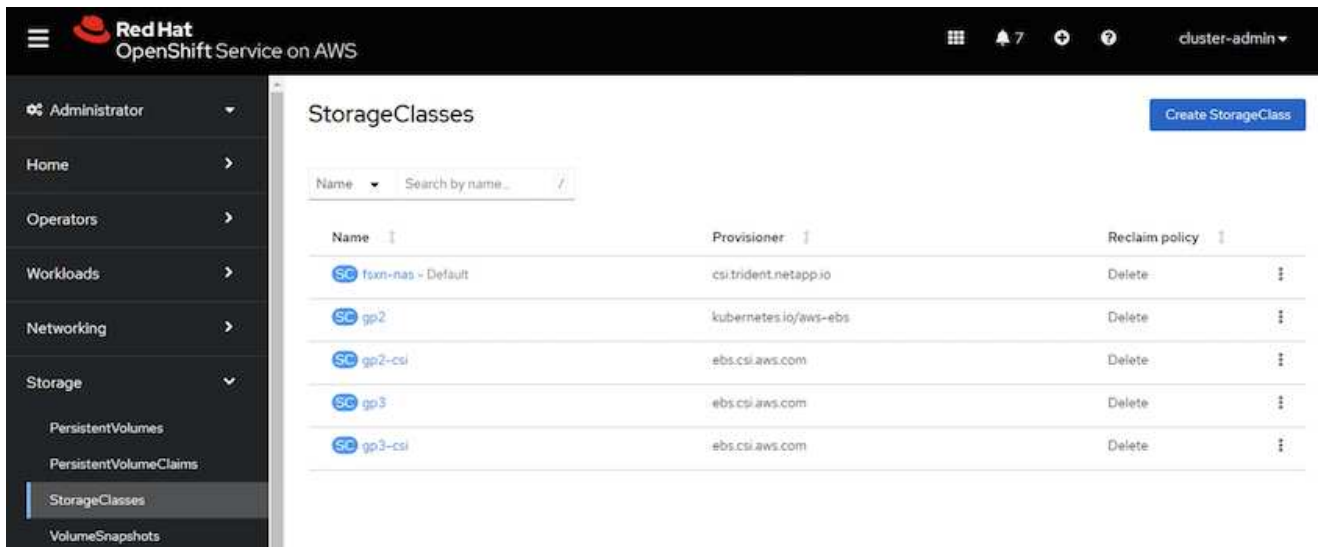 Red Hat
OpenShift Service on AWS
7
cluster-admin
Administrator
Home
Operators
Workloads
Networking
Storage
PersistentVolumes
PersistentVolumeClaims
StorageClasses
VolumeSnapshots
StorageClasses
Create StorageClass
Name Search by name... /
Name Provisioner Reclaim policy
SC fsxn-nas - Default csi.trident.netapp.io Delete
SC gp2 kubernetes.io/aws-ebs Delete
SC gp2-csi ebs.csi.aws.com Delete
SC gp3 ebs.csi.aws.com Delete
SC gp3-csi ebs.csi.aws.com Delete